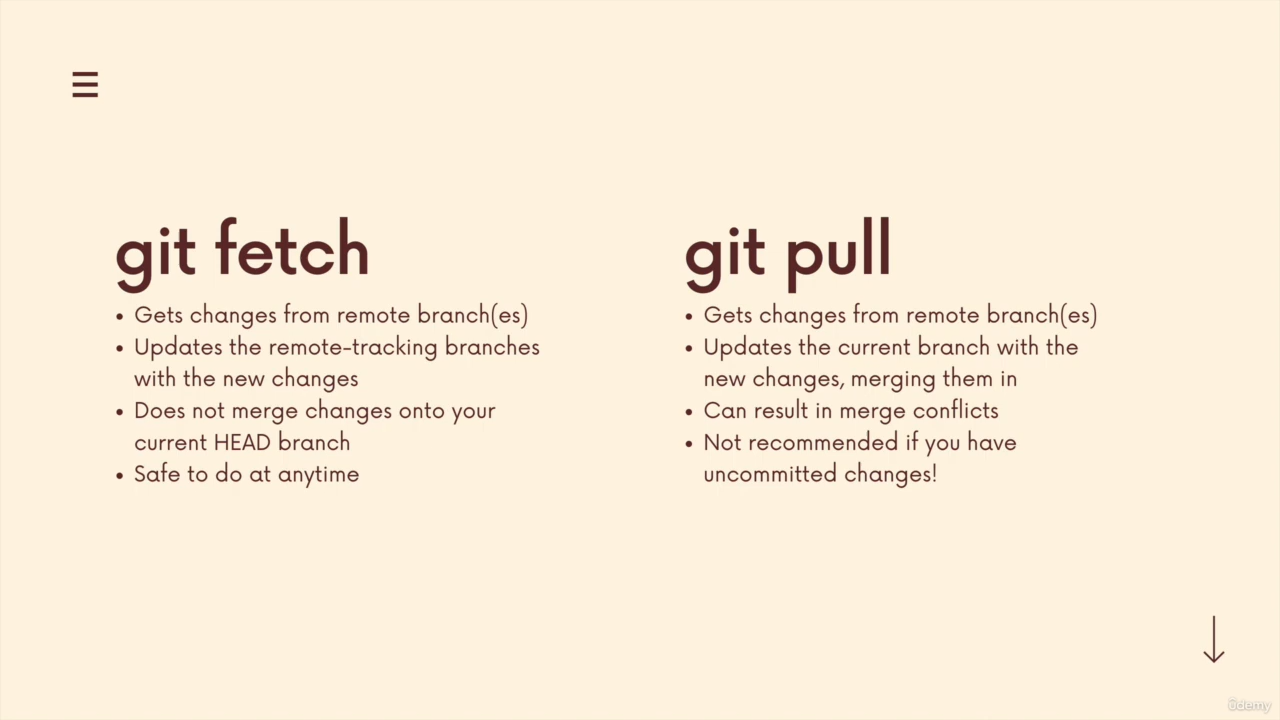 git fetch
• Gets changes from remote branch(es)
• Updates the remote-tracking branches
with the new changes
• Does not merge changes onto your
current HEAD branch
• Safe to do at anytime
git pull
• Gets changes from remote branch(es)
• Updates the current branch with the
new changes, merging them in
• Can result in merge conflicts
• Not recommended if you have
uncommitted changes!
ûdemy